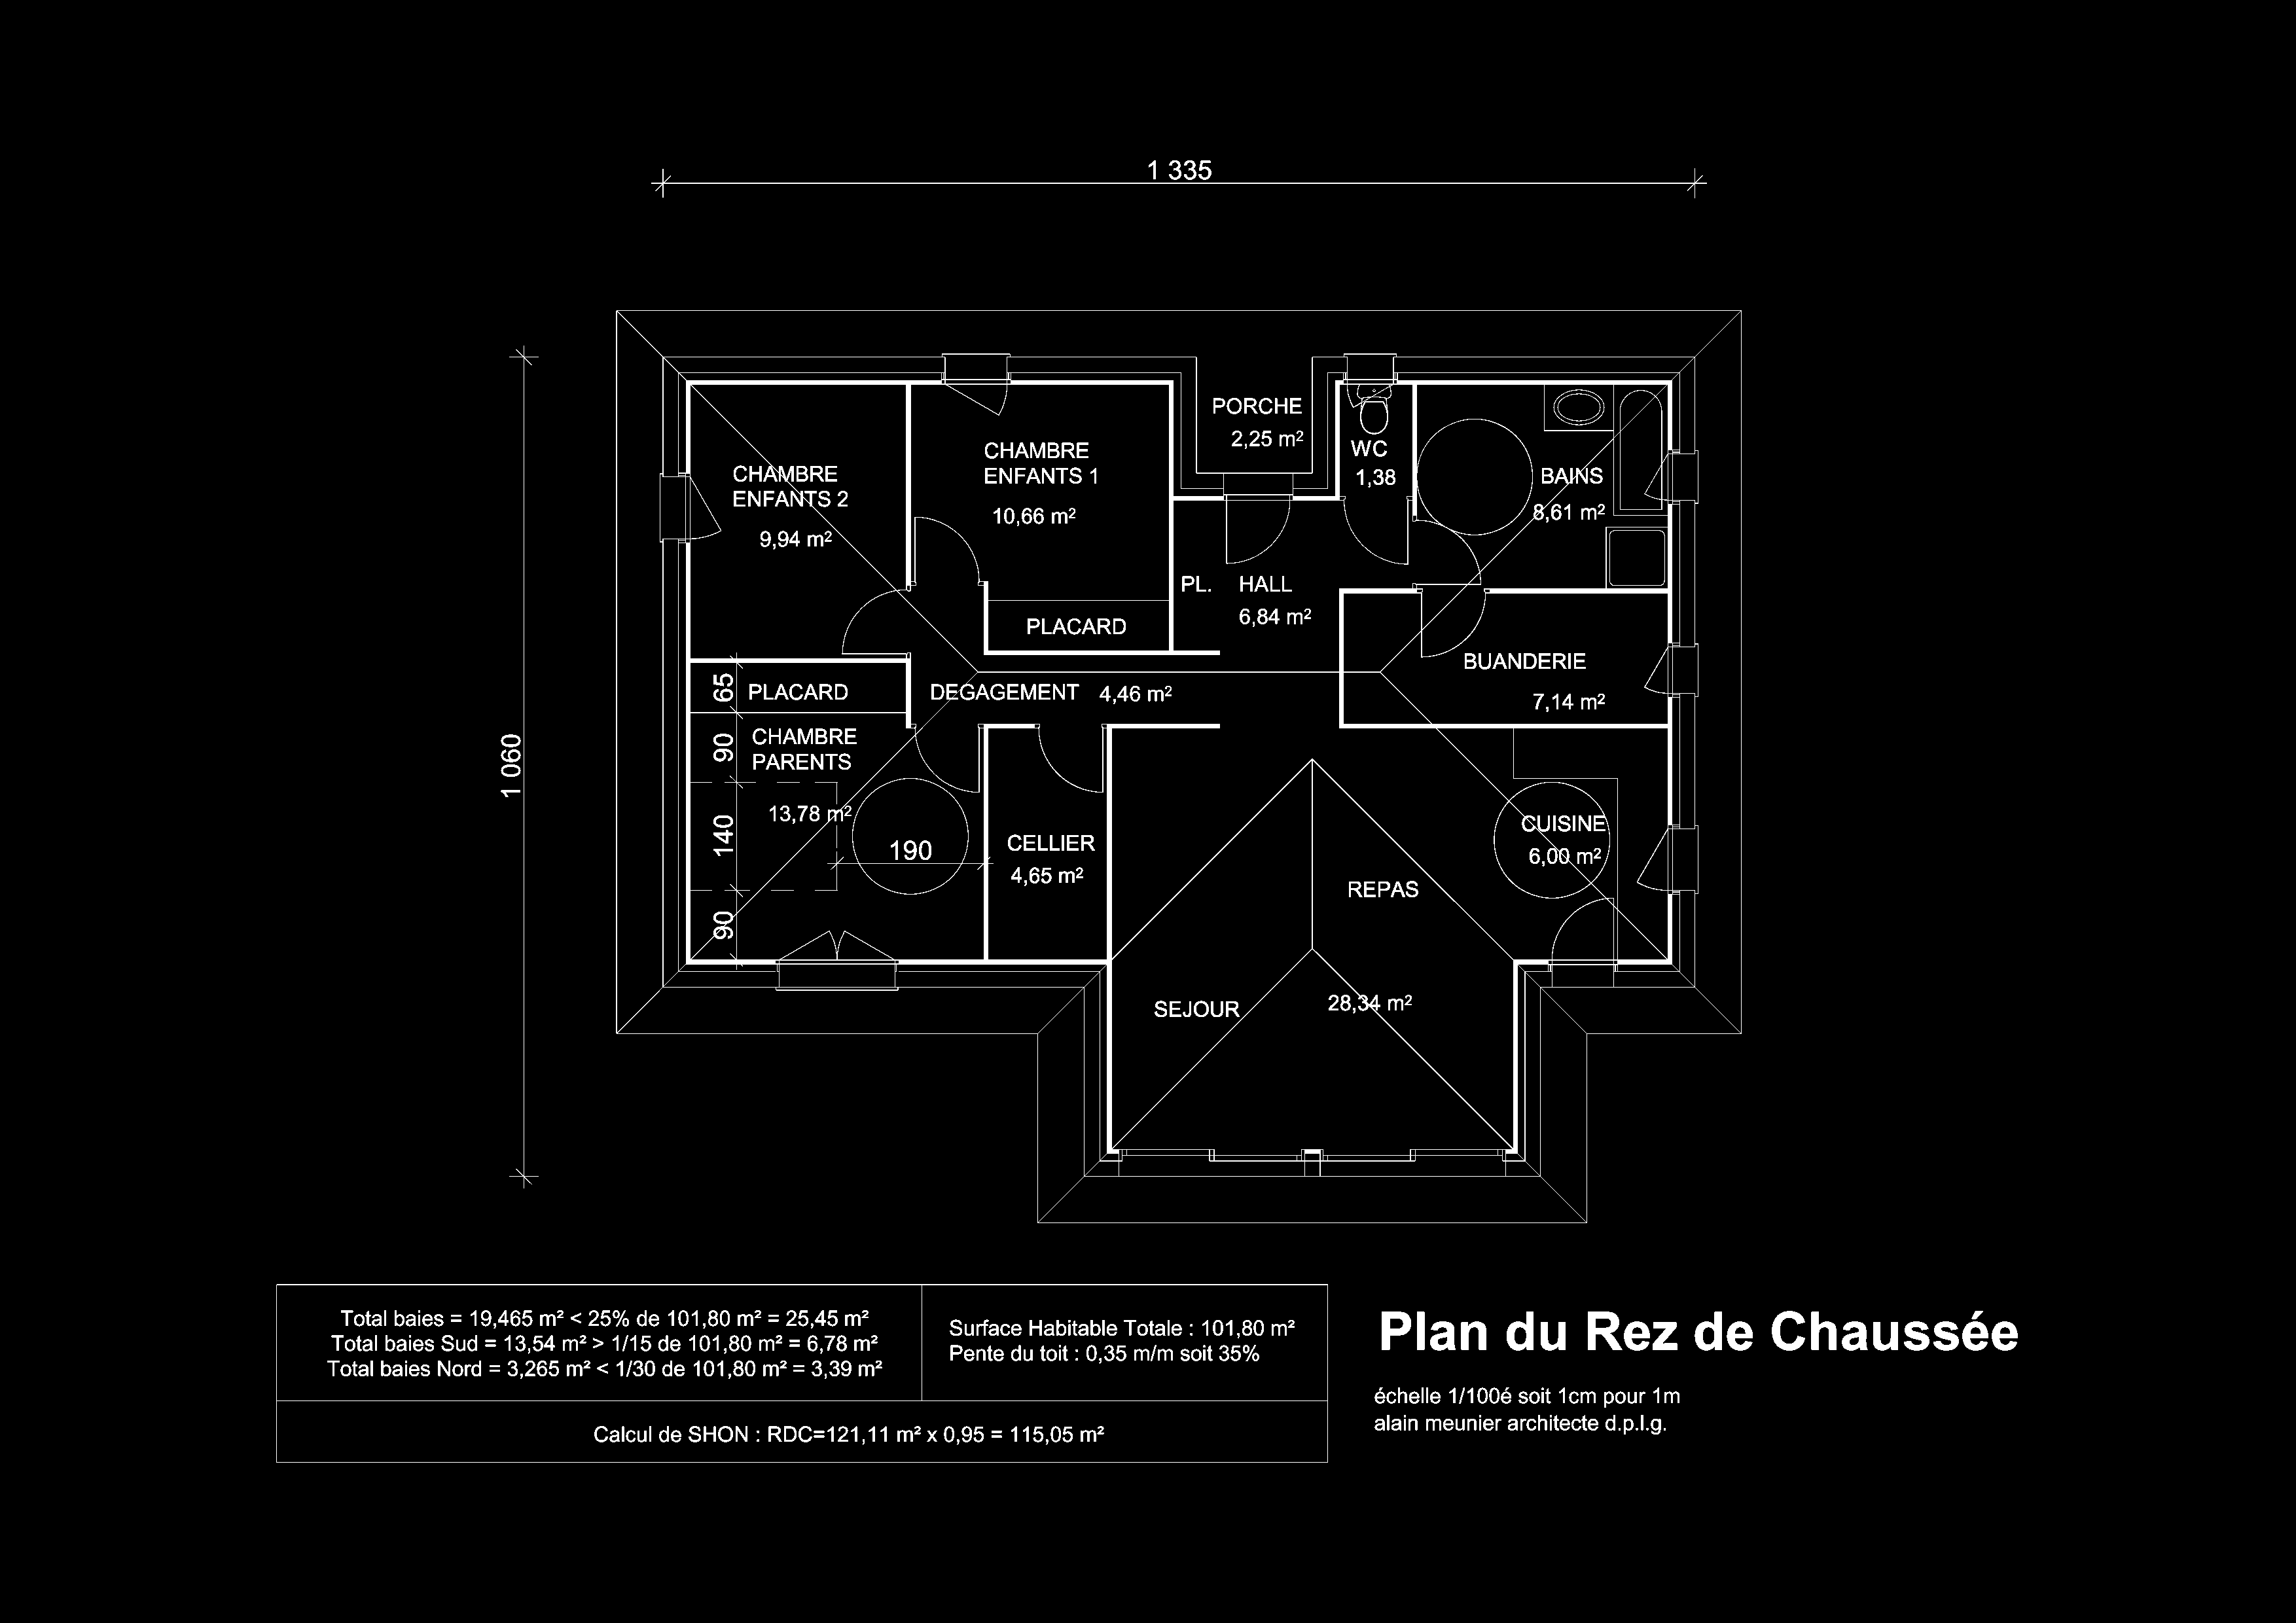 1 335
PORCHE
2,25 m²
CHAMBRE
ENFANTS 1
10,66 m²
WC
1,38
CHAMBRE
ENFANTS 2
9,94 m²
BAINS
8,61 m²
PL.
HALL
6,84 m²
PLACARD
BUANDERIE
7,14 m²
65
PLACARD
DEGAGEMENT
4,46 m²
1 060
90
CHAMBRE
PARENTS
13,78 m²
140
190
CELLIER
4,65 m²
CUISINE
6,00 m²
REPAS
90
SEJOUR
28,34 m²
Total baies = 19,465 m² < 25% de 101,80 m² = 25,45 m²
Total baies Sud = 13,54 m² > 1/15 de 101,80 m² = 6,78 m²
Total baies Nord = 3,265 m² < 1/30 de 101,80 m² = 3,39 m²
Surface Habitable Totale : 101,80 m²
Pente du toit : 0,35 m/m soit 35%
Calcul de SHON : RDC=121,11 m² x 0,95 = 115,05 m²
Plan du Rez de Chaussée
échelle 1/100é soit 1cm pour 1m
alain meunier architecte d.p.l.g.